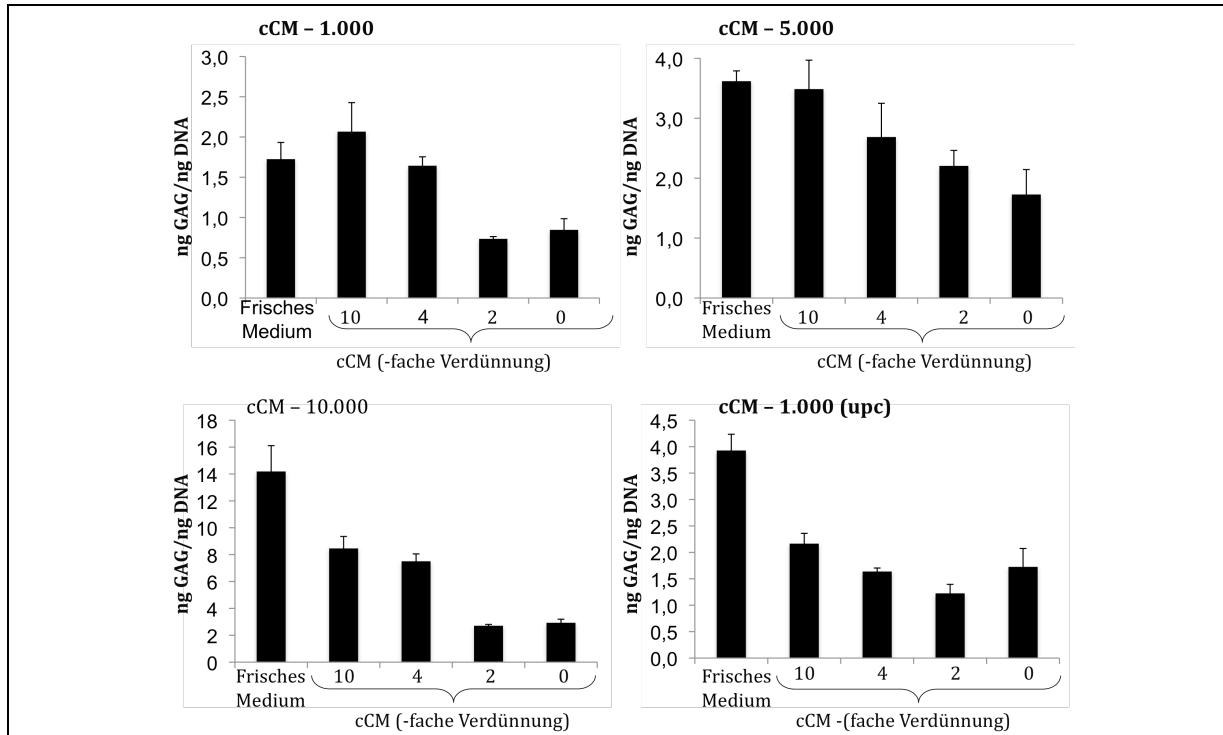 cCM – 1.000
3,0
2,5
2,0
1,5
1,0
0,5
0,0
ng GAG/ng DNA
Frisches
Medium
10 4 2 0
cCM (-fache Verdünnung)
cCM – 5.000
4,0
3,0
2,0
1,0
0,0
ng GAG/ng DNA
Frisches
Medium
10 4 2 0
cCM (-fache Verdünnung)
cCM – 10.000
18
16
14
12
10
8
6
4
2
0
ng GAG/ng DNA
Frisches
Medium
10 4 2 0
cCM (-fache Verdünnung)
cCM – 1.000 (upc)
4,5
4,0
3,5
3,0
2,5
2,0
1,5
1,0
0,5
0,0
ng GAG/ng DNA
Frisches
Medium
10 4 2 0
cCM -(fache Verdünnung)